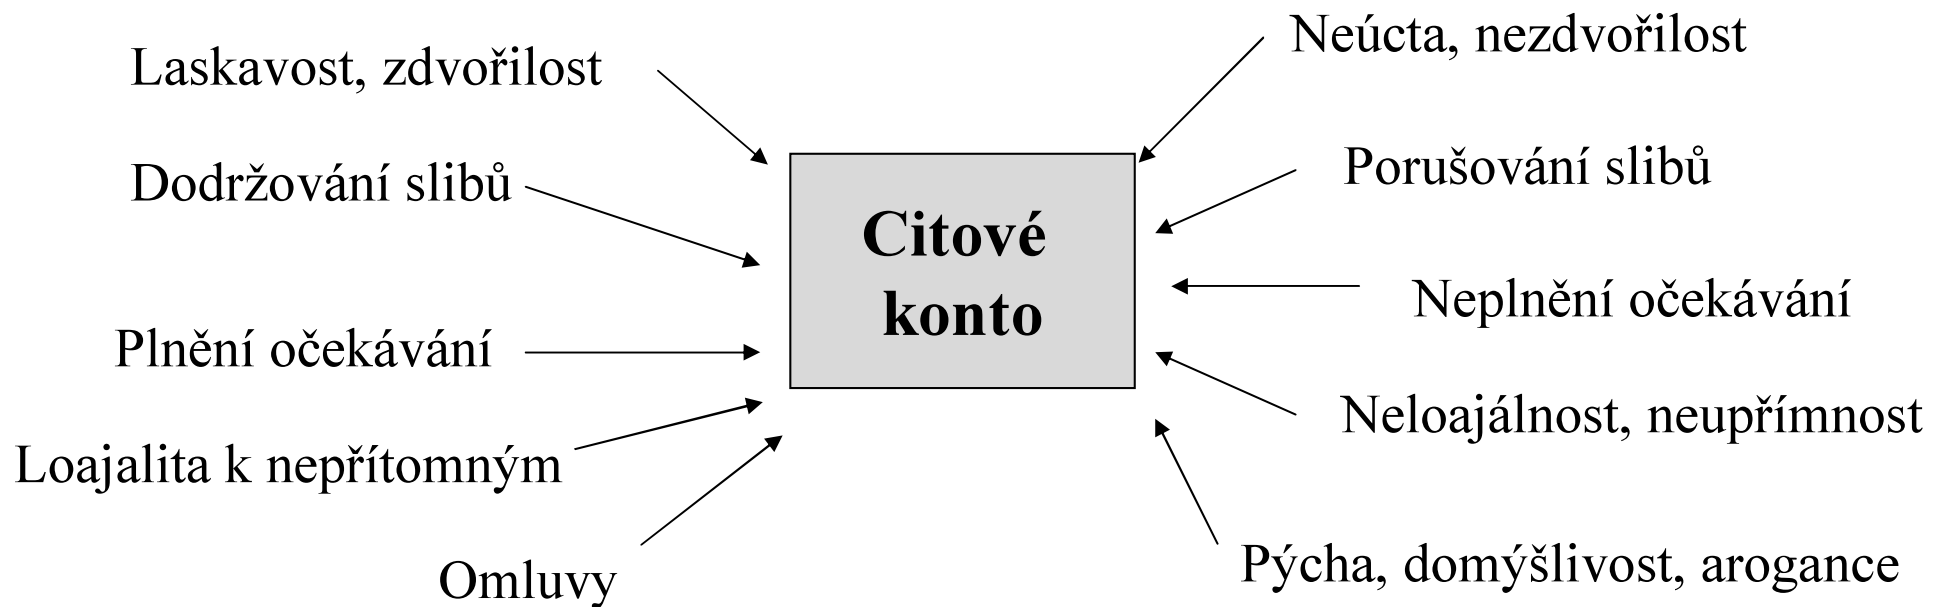 Laskavost, zdvořilost
Dodržování slibů
Plnění očekávání
Loajalita k nepřítomným
Omluvy
Citové
konto
Neúcta, nezdvořilost
Porušování slibů
Neplnění očekávání
Neloajálnost, neupřímnost
Pýcha, domýšlivost, arogance